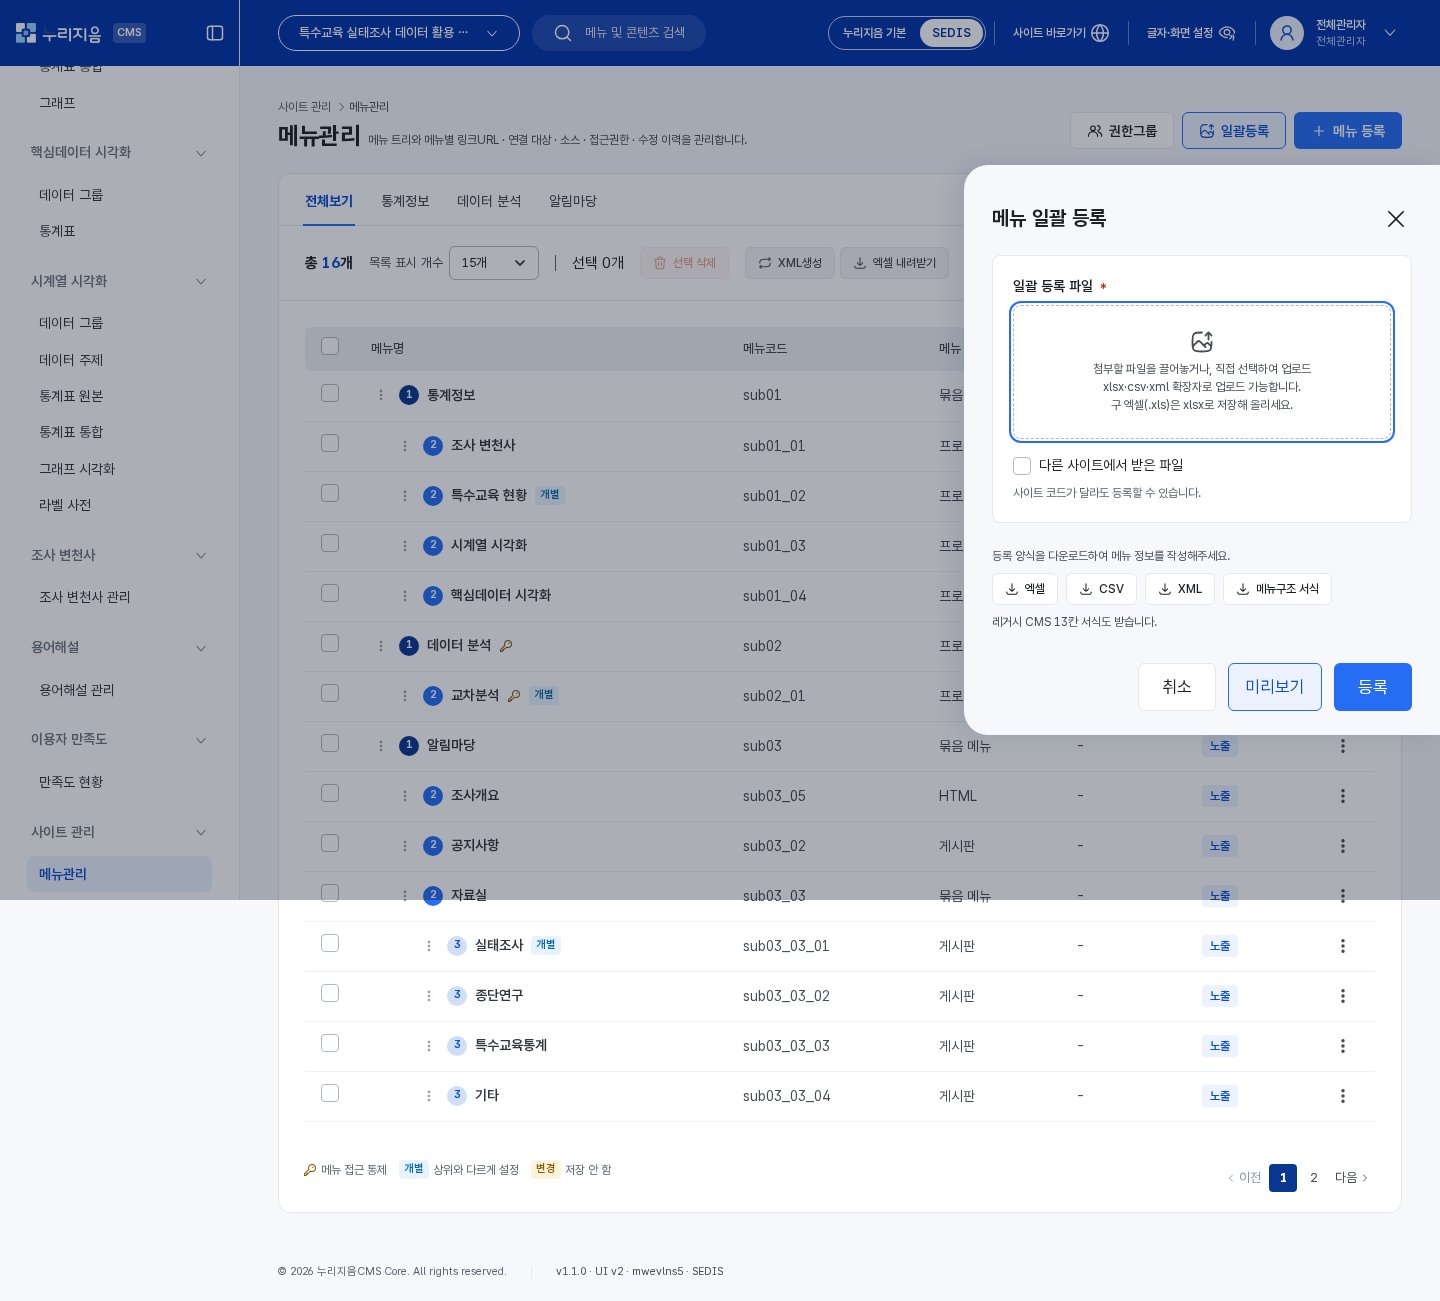 누리지음 CMS
특수교육 실태조사 데이터 활용 ···
메뉴 및 콘텐츠 검색
누리지음 기본 SEDIS
사이트 바로가기
글자·화면 설정
전체관리자
전체관리자
통계표 통합
그래프
핵심데이터 시각화
데이터 그룹
통계표
시계열 시각화
데이터 그룹
데이터 주제
통계표 원본
통계표 통합
그래프 시각화
라벨 사전
조사 변천사
조사 변천사 관리
용어해설
용어해설 관리
이용자 만족도
만족도 현황
사이트 관리
메뉴관리
사이트 관리 > 메뉴관리
메뉴관리 메뉴 트리와 메뉴별 링크URL · 연결 대상 · 소스 · 접근권한 · 수정 이력을 관리합니다.
권한그룹 일괄등록 + 메뉴 등록
전체보기 통계정보 데이터 분석 알림마당
총 16개 목록 표시 개수 15개 선택 0개 선택 삭제 XML생성 엑셀 내려받기
메뉴명 메뉴코드 메뉴
1 통계정보 sub01 묶음
2 조사 변천사 sub01_01 프로
2 특수교육 현황 개별 sub01_02 프로
2 시계열 시각화 sub01_03 프로
2 핵심데이터 시각화 sub01_04 프로
1 데이터 분석 sub02 프로
2 교차분석 개별 sub02_01 프로
1 알림마당 sub03 묶음 메뉴 - 노출
2 조사개요 sub03_05 HTML - 노출
2 공지사항 sub03_02 게시판 - 노출
2 자료실 sub03_03 묶음 메뉴 - 노출
3 실태조사 개별 sub03_03_01 게시판 - 노출
3 종단연구 sub03_03_02 게시판 - 노출
3 특수교육통계 sub03_03_03 게시판 - 노출
3 기타 sub03_03_04 게시판 - 노출
메뉴 접근 통제 개별 상위와 다르게 설정 변경 저장 안 함
이전 1 2 다음
© 2026 누리지음CMS Core. All rights reserved.
v1.1.0 · UI v2 · mwevlns5 · SEDIS
메뉴 일괄 등록
일괄 등록 파일 *
첨부할 파일을 끌어놓거나, 직접 선택하여 업로드
xlsx·csv·xml 확장자로 업로드 가능합니다.
구 엑셀(.xls)은 xlsx로 저장해 올리세요.
다른 사이트에서 받은 파일
사이트 코드가 달라도 등록할 수 있습니다.
등록 양식을 다운로드하여 메뉴 정보를 작성해주세요.
엑셀 CSV XML 메뉴구조 서식
레거시 CMS 13칸 서식도 받습니다.
취소 미리보기 등록